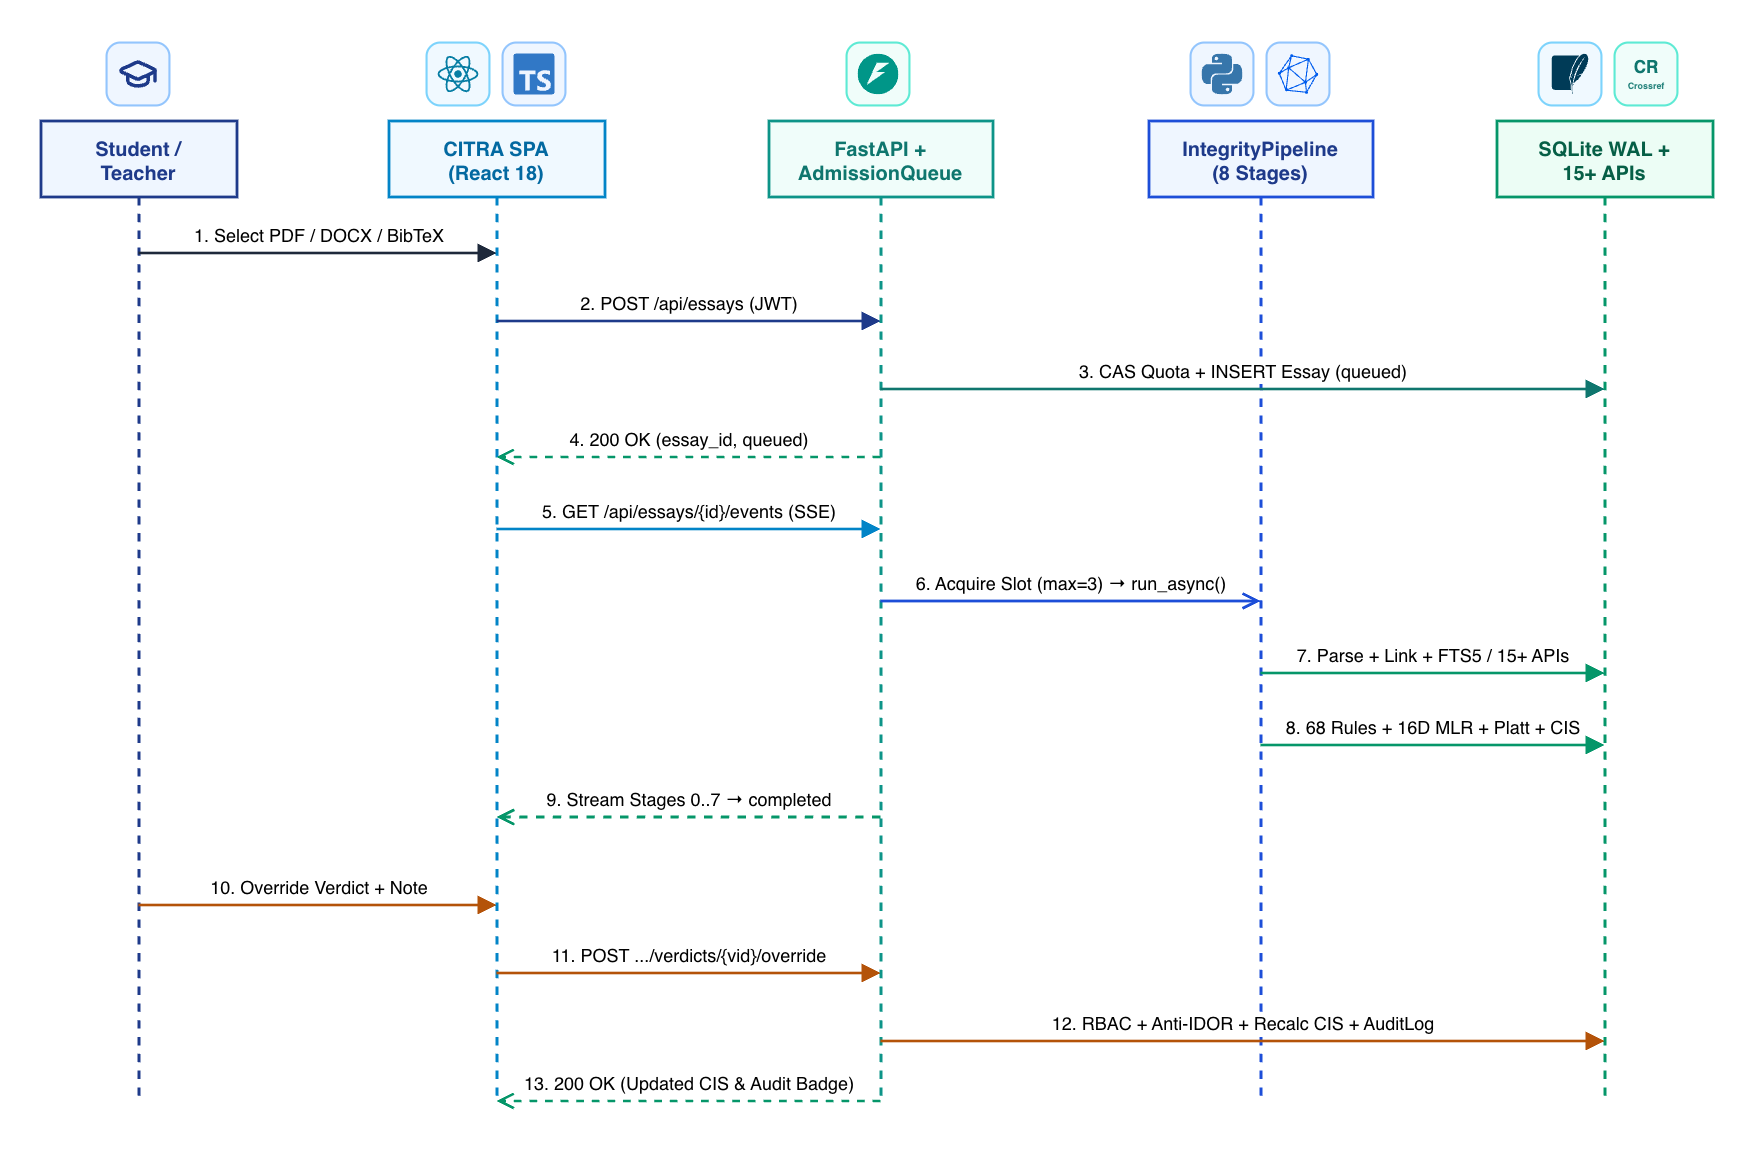 TS
CR
Crossref
Student /
Teacher
CITRA SPA
(React 18)
FastAPI +
AdmissionQueue
IntegrityPipeline
(8 Stages)
SQLite WAL +
15+ APIs
1. Select PDF / DOCX / BibTeX
2. POST /api/essays (JWT)
3. CAS Quota + INSERT Essay (queued)
4. 200 OK (essay_id, queued)
5. GET /api/essays/{id}/events (SSE)
6. Acquire Slot (max=3) → run_async()
7. Parse + Link + FTS5 / 15+ APIs
8. 68 Rules + 16D MLR + Platt + CIS
9. Stream Stages 0..7 → completed
10. Override Verdict + Note
11. POST .../verdicts/{vid}/override
12. RBAC + Anti-IDOR + Recalc CIS + AuditLog
13. 200 OK (Updated CIS & Audit Badge)